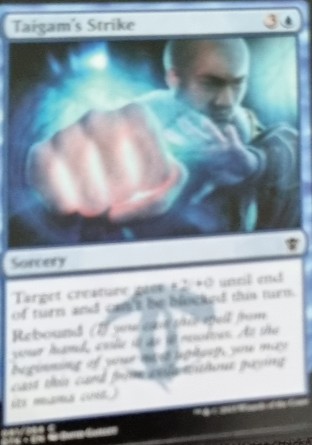 Taigam's Strike 3
Sorcery
Target creature gets +2/+0 until end
of turn and can't be blocked this turn.
Rebound (If you cast this spell from
your hand, exile it as it resolves. At the
beginning of your next upkeep, you may
cast this card from exile without paying
its mana cost.)